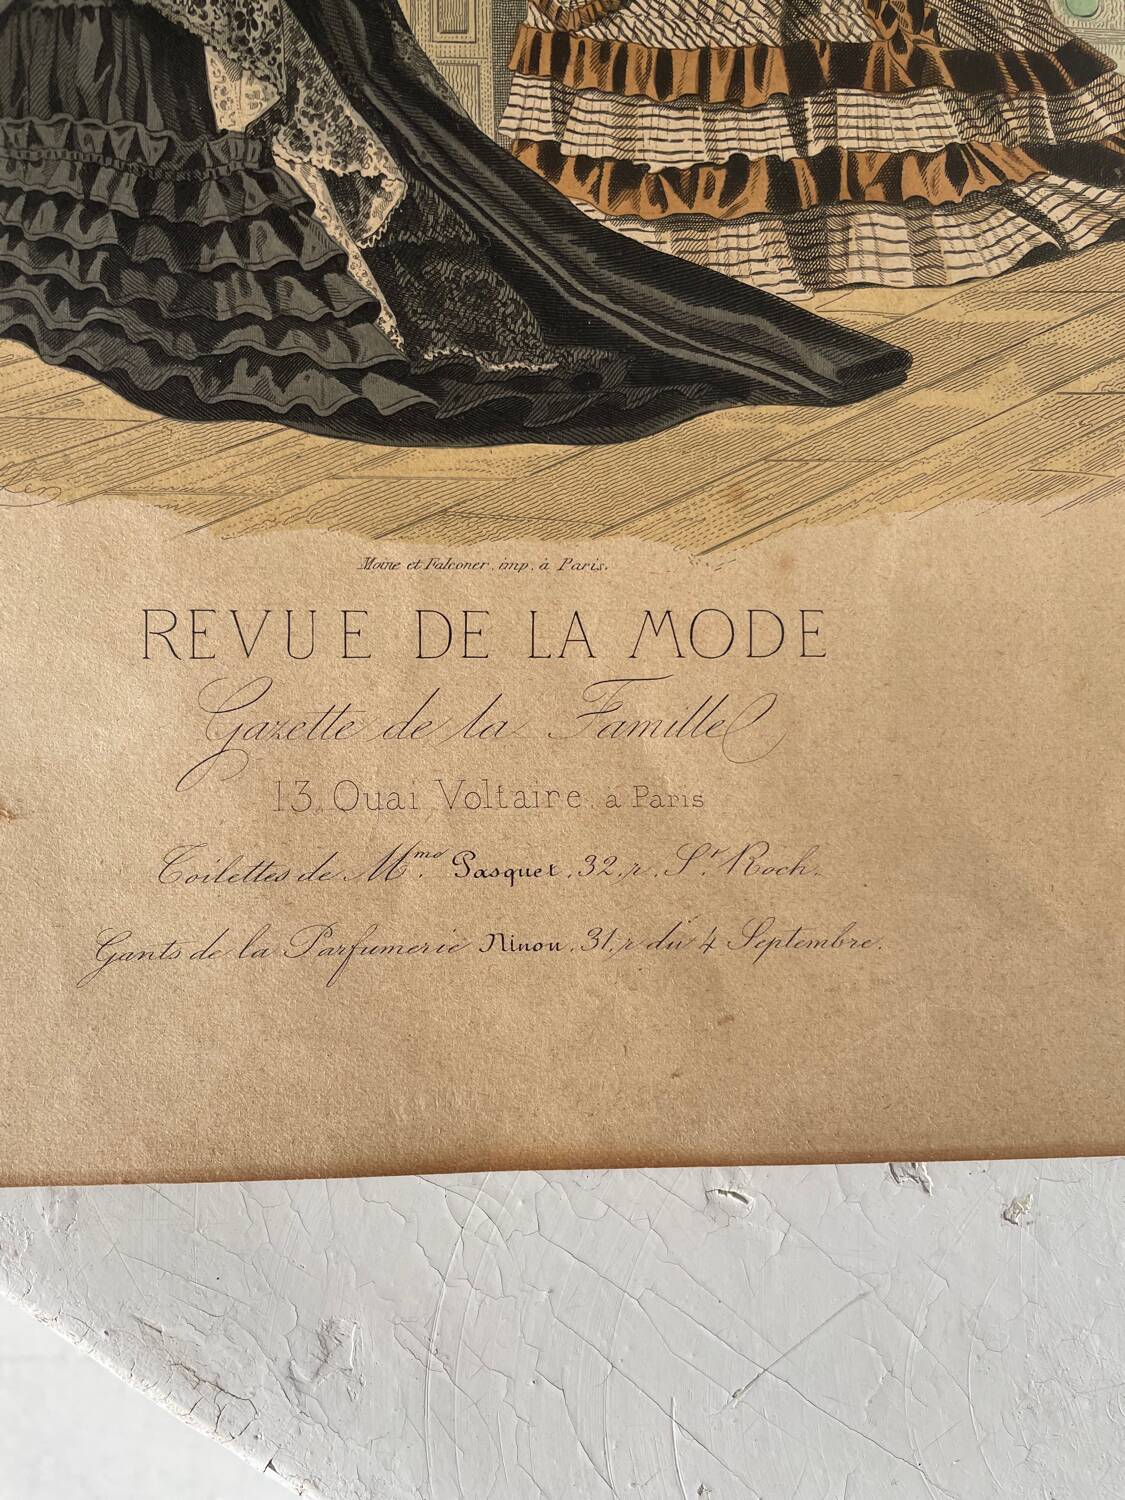 Moine et Falconer, imp. à Paris.
REVUE DE LA MODE
Gazette de la Famille
13, Quai Voltaire, à Paris
Toilettes de Mme. Pasquet, 32, r. St. Roch.
Gants de la Parfumerie Ninon, 31, r du 4 Septembre.